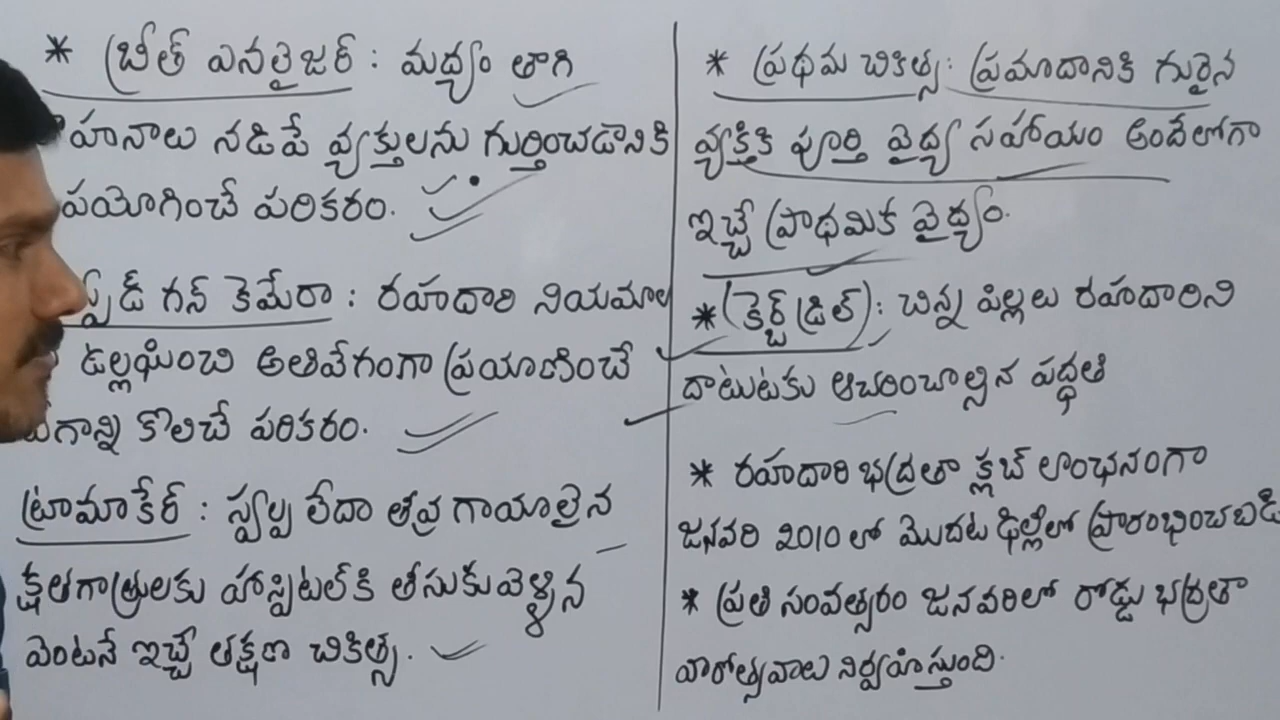 * బ్రీత్ ఎనలైజర్ : మద్యం తాగి
వాహనాలు నడిపే వ్యక్తులను గుర్తించడానికి
పయోగించే పరికరం.
స్పీడ్ గన్ కెమేరా : రహదారి నియమాల
ఉల్లఘించి అతివేగంగా ప్రయాణించే
వేగాన్ని కొలిచే పరికరం.
ట్రామాకేర్ : స్వల్ప లేదా తీవ్ర గాయాలైన
క్షతగాత్రులకు హాస్పిటల్‌కి తీసుకువెళ్ళిన
వెంటనే ఇచ్చే తక్షణ చికిత్స.
* ప్రథమ చికిత్స : ప్రమాదానికి గురైన
వ్యక్తికి పూర్తి వైద్య సహాయం అందేలోగా
ఇచ్చే ప్రాథమిక వైద్యం.
* (కెర్బ్ డ్రిల్) : చిన్న పిల్లలు రహదారిని
దాటుటకు ఆచరించాల్సిన పద్ధతి
* రహదారి భద్రతా క్లబ్ లాంఛనంగా
జనవరి 2010 లో మొదట ఢిల్లీలో ప్రారంభించబడి
* ప్రతి సంవత్సరం జనవరిలో రోడ్డు భద్రతా
వారోత్సవాలు నిర్వహిస్తుంది.